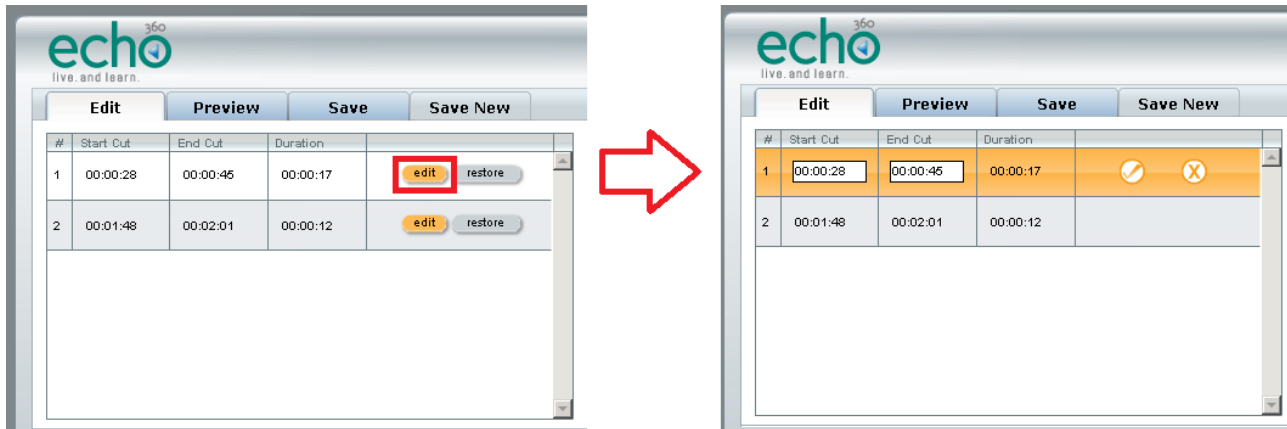 echo 360
live.and learn.
Edit Preview Save Save New
# Start Cut End Cut Duration
1 00:00:28 00:00:45 00:00:17 edit restore
2 00:01:48 00:02:01 00:00:12 edit restore
echo 360
live.and learn.
Edit Preview Save Save New
# Start Cut End Cut Duration
1 00:00:28 00:00:45 00:00:17 X
2 00:01:48 00:02:01 00:00:12